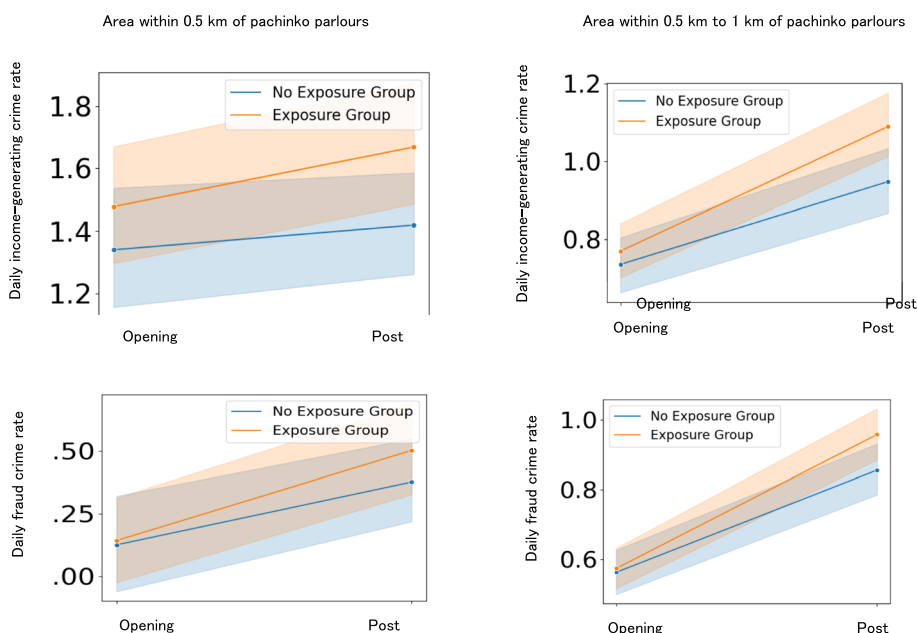 Area within 0.5 km of pachinko parlours
Area within 0.5 km to 1 km of pachinko parlours
Daily income-generating crime rate
1.8
1.6
1.4
1.2
No Exposure Group
Exposure Group
Opening
Post
Daily income-generating crime rate
1.2
1.0
0.8
No Exposure Group
Exposure Group
Opening
Post
Opening
Post
Daily fraud crime rate
.50
.25
.00
No Exposure Group
Exposure Group
Opening
Post
Daily fraud crime rate
1.0
0.8
0.6
No Exposure Group
Exposure Group
Opening
Post